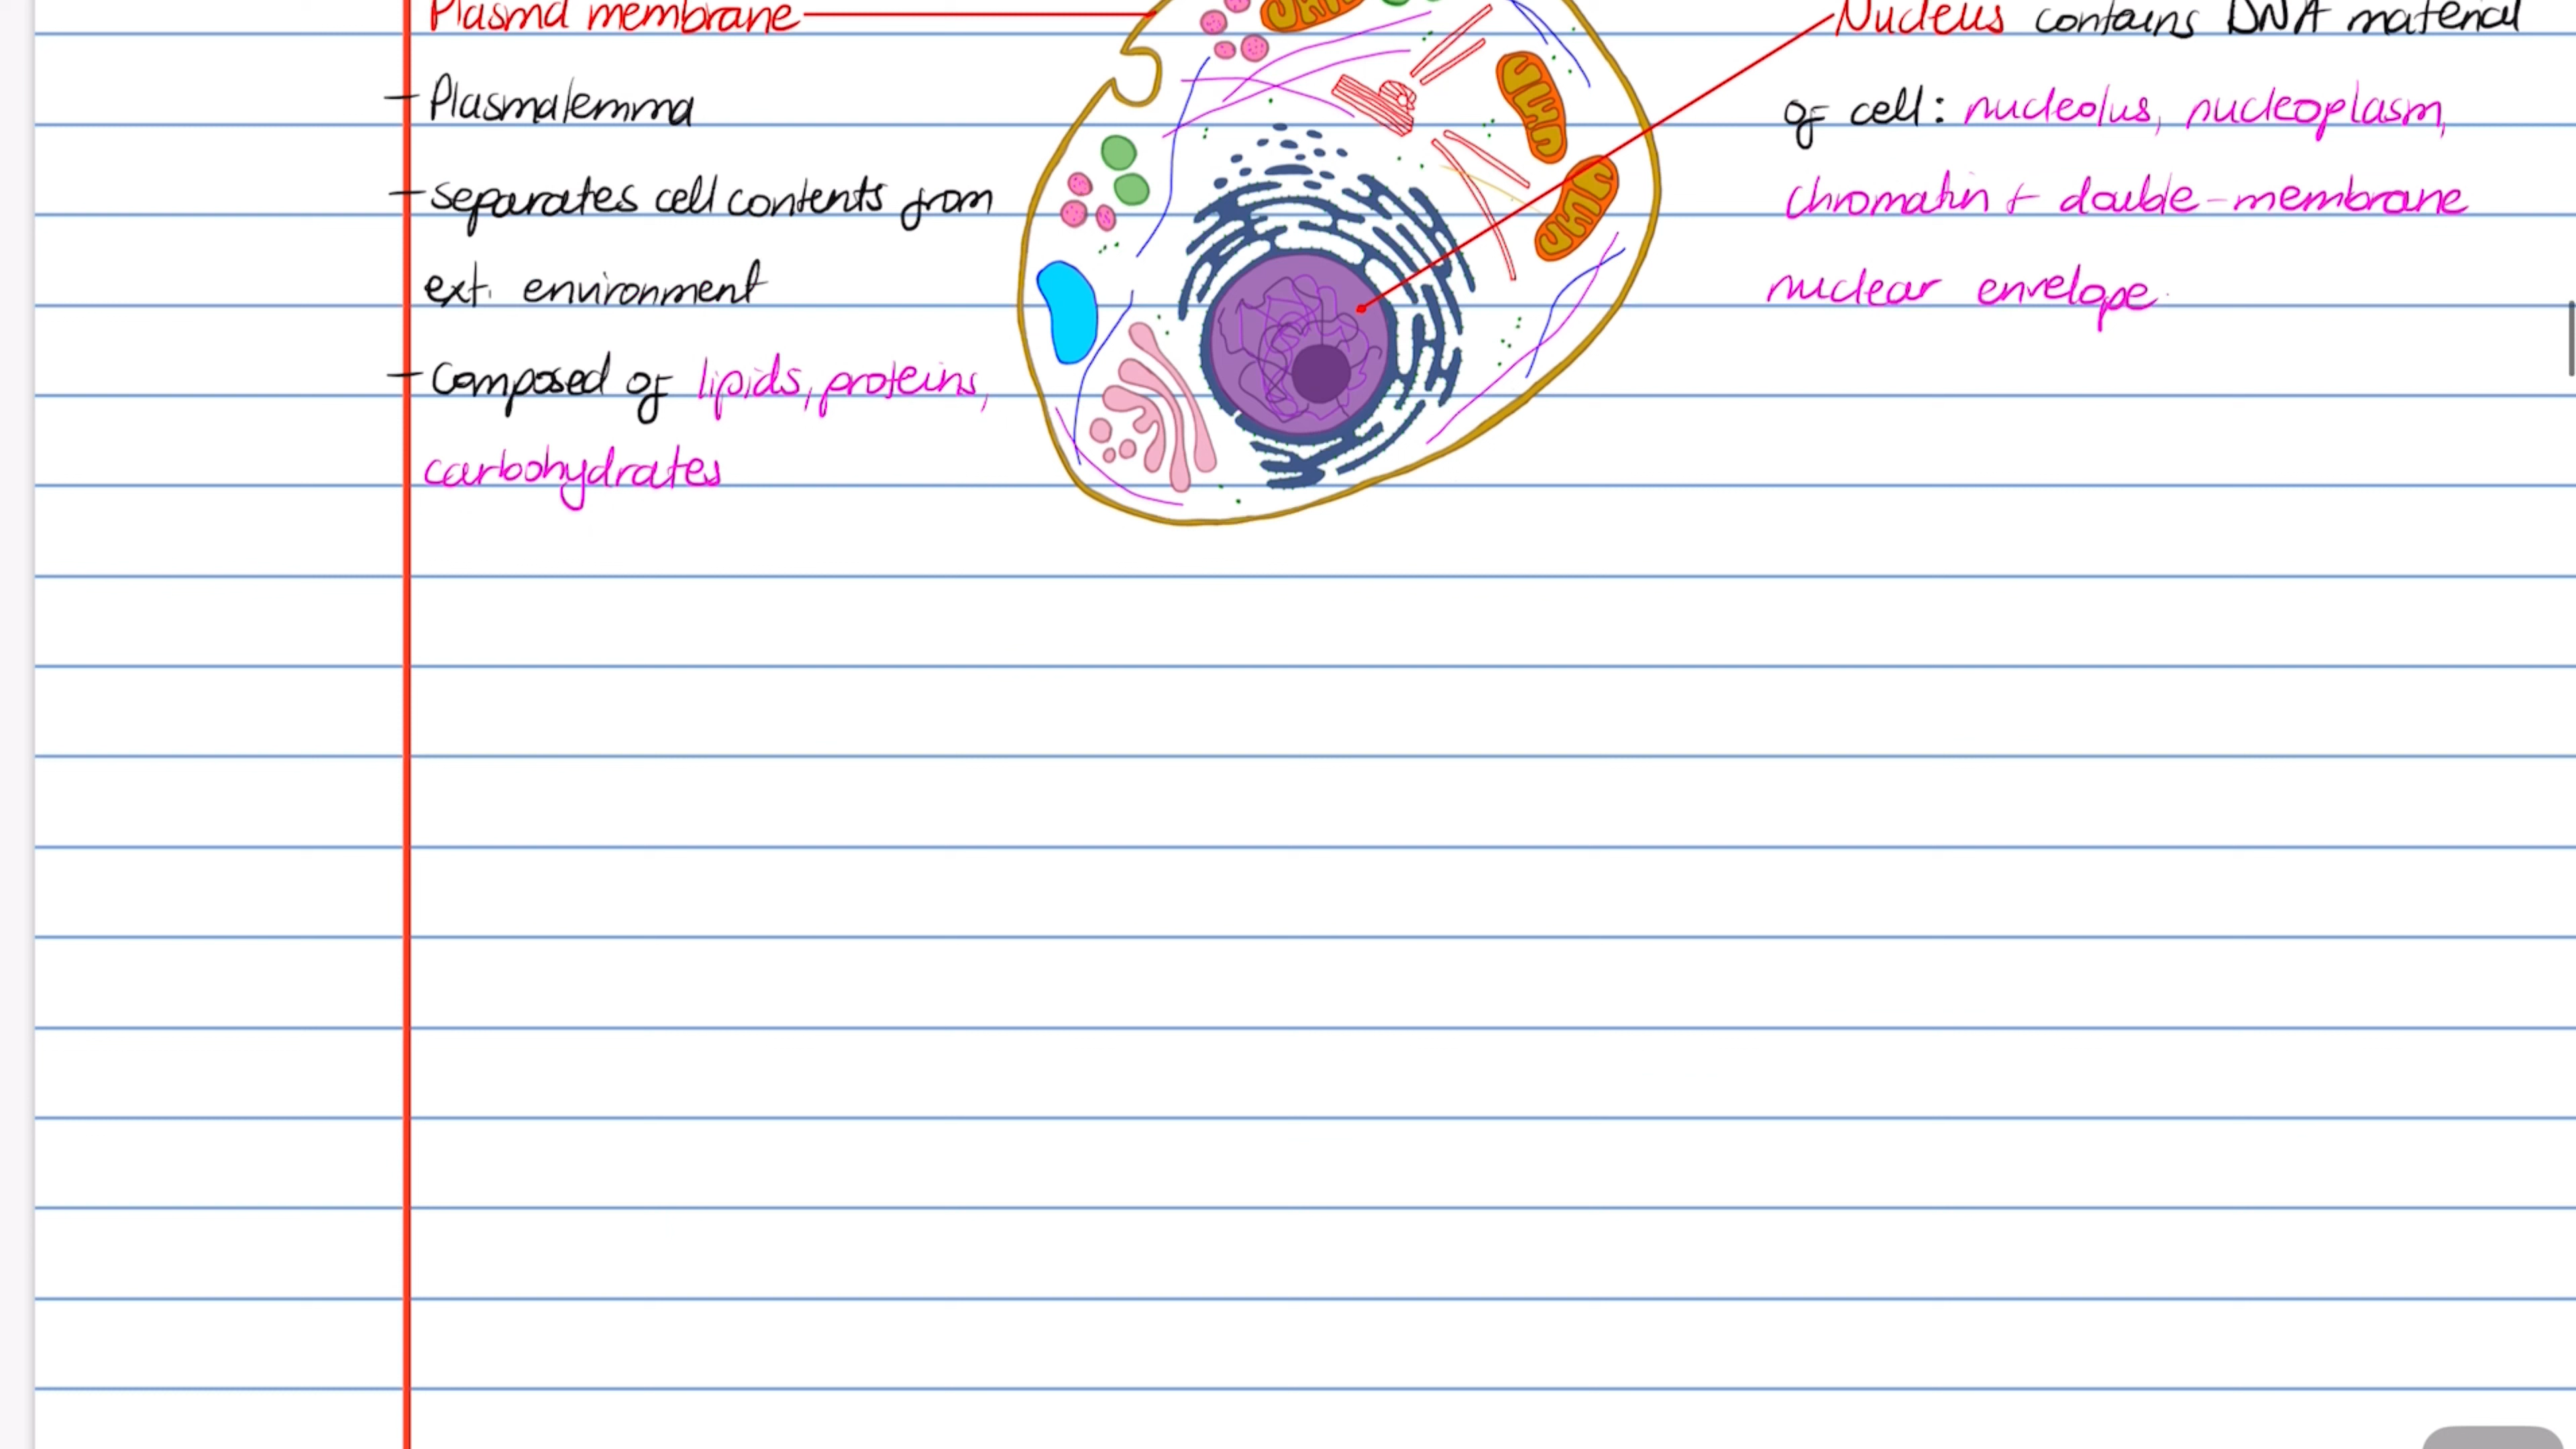 Plasma membrane
- Plasmalemma
- separates cell contents from
ext. environment
- composed of lipids, proteins,
carbohydrates
Nucleus contains DNA material
of cell: nucleolus, nucleoplasm,
chromatin + double-membrane
nuclear envelope.